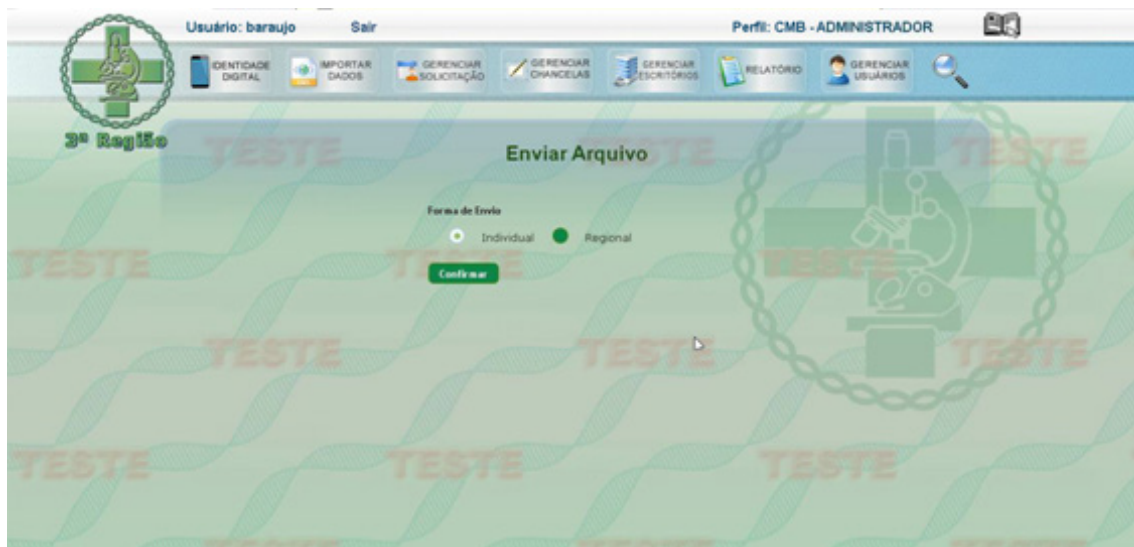 Usuário: baraujo Sair Perfil: CMB - ADMINISTRADOR
IDENTIDADE DIGITAL IMPORTAR DADOS GERENCIAR SOLICITAÇÃO GERENCIAR CHANCELAS GERENCIAR ESCRITÓRIOS RELATÓRIO GERENCIAR USUÁRIOS
3ª Região
TESTE TESTE TESTE
Enviar Arquivo
Forma de Envio
Individual Regional
TESTE TESTE TESTE
Confirmar
TESTE TESTE TESTE
TESTE TESTE TESTE